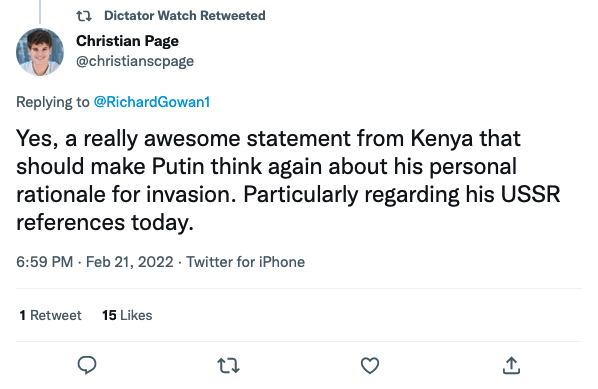 Dictator Watch Retweeted
Christian Page
@christianscpage
Replying to @RichardGowan1
Yes, a really awesome statement from Kenya that
should make Putin think again about his personal
rationale for invasion. Particularly regarding his USSR
references today.
6:59 PM · Feb 21, 2022 · Twitter for iPhone
1 Retweet 15 Likes